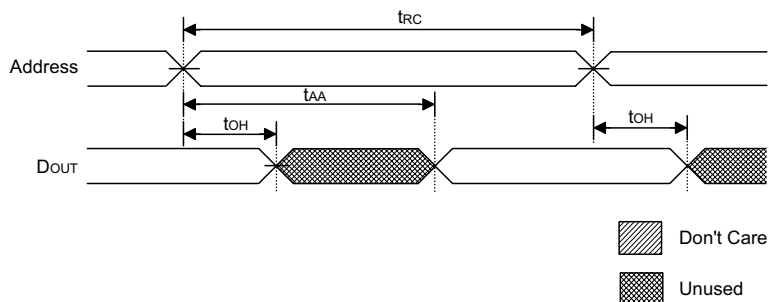 tRC
Address
tAA
tOH
tOH
DOUT
Don't Care
Unused